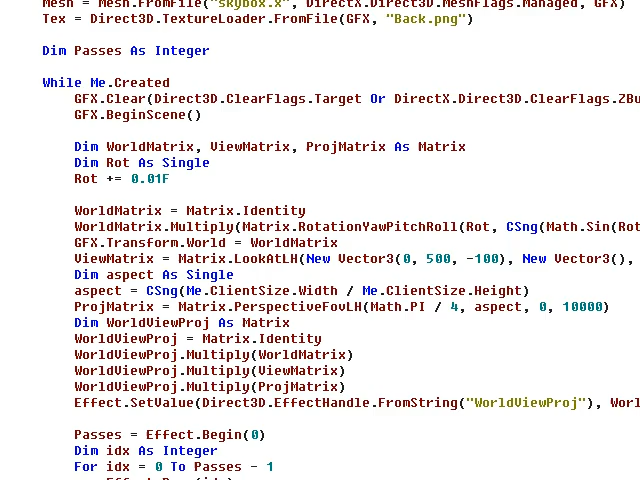 Mesh = Mesh.FromFile("skybox.x", DirectX.Direct3D.MeshFlags.Managed, GFX)
Tex = Direct3D.TextureLoader.FromFile(GFX, "Back.png")
Dim Passes As Integer
While Me.Created
GFX.Clear(Direct3D.ClearFlags.Target Or DirectX.Direct3D.ClearFlags.ZBu
GFX.BeginScene()
Dim WorldMatrix, ViewMatrix, ProjMatrix As Matrix
Dim Rot As Single
Rot += 0.01F
WorldMatrix = Matrix.Identity
WorldMatrix.Multiply(Matrix.RotationYawPitchRoll(Rot, CSng(Math.Sin(Rot
GFX.Transform.World = WorldMatrix
ViewMatrix = Matrix.LookAtLH(New Vector3(0, 500, -100), New Vector3(),
Dim aspect As Single
aspect = CSng(Me.ClientSize.Width / Me.ClientSize.Height)
ProjMatrix = Matrix.PerspectiveFovLH(Math.PI / 4, aspect, 0, 10000)
Dim WorldViewProj As Matrix
WorldViewProj = Matrix.Identity
WorldViewProj.Multiply(WorldMatrix)
WorldViewProj.Multiply(ViewMatrix)
WorldViewProj.Multiply(ProjMatrix)
Effect.SetValue(Direct3D.EffectHandle.FromString("WorldViewProj"), Worl
Passes = Effect.Begin(0)
Dim idx As Integer
For idx = 0 To Passes - 1